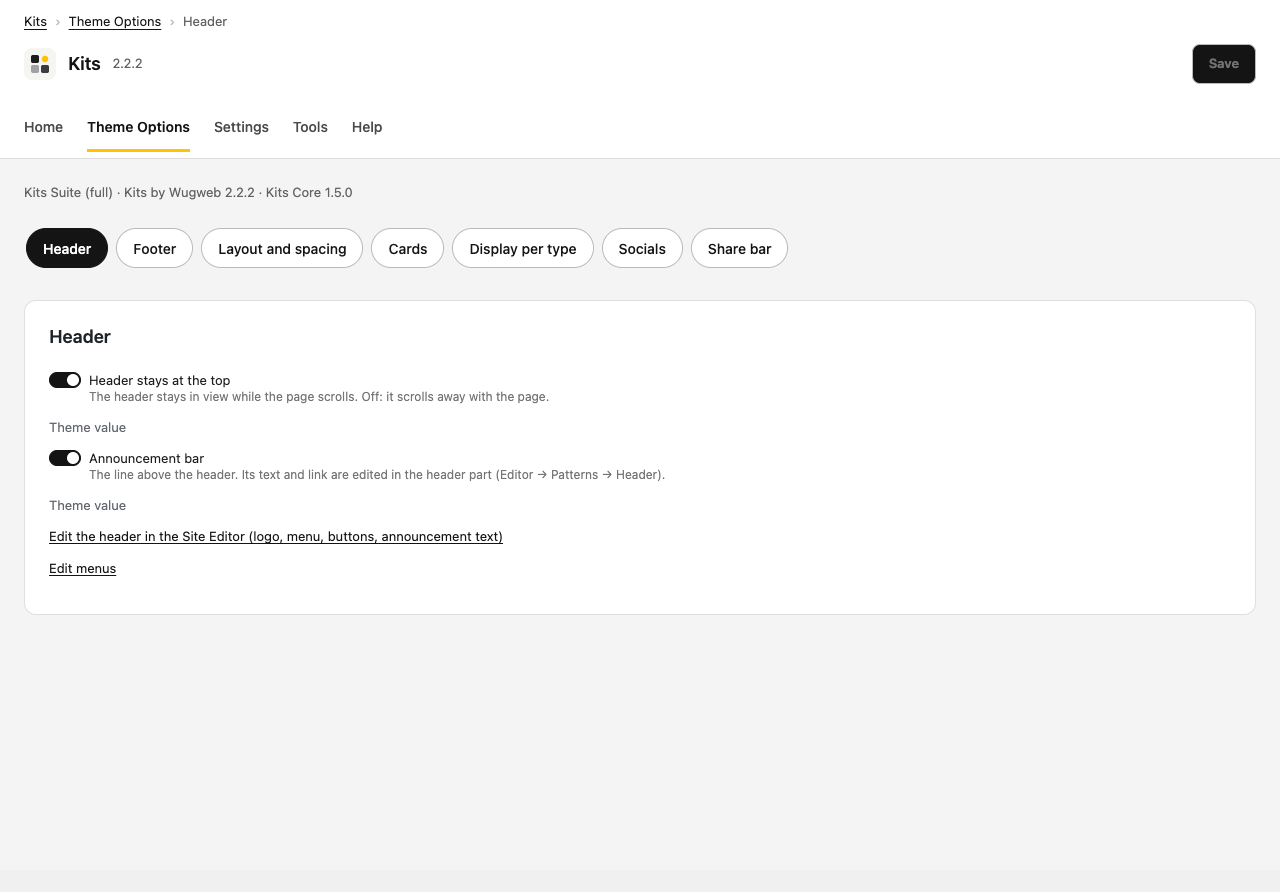 Kits › Theme Options › Header
Kits 2.2.2
Save
Home Theme Options Settings Tools Help
Kits Suite (full) · Kits by Wugweb 2.2.2 · Kits Core 1.5.0
Header Footer Layout and spacing Cards Display per type Socials Share bar
Header
Header stays at the top
The header stays in view while the page scrolls. Off: it scrolls away with the page.
Theme value
Announcement bar
The line above the header. Its text and link are edited in the header part (Editor → Patterns → Header).
Theme value
Edit the header in the Site Editor (logo, menu, buttons, announcement text)
Edit menus